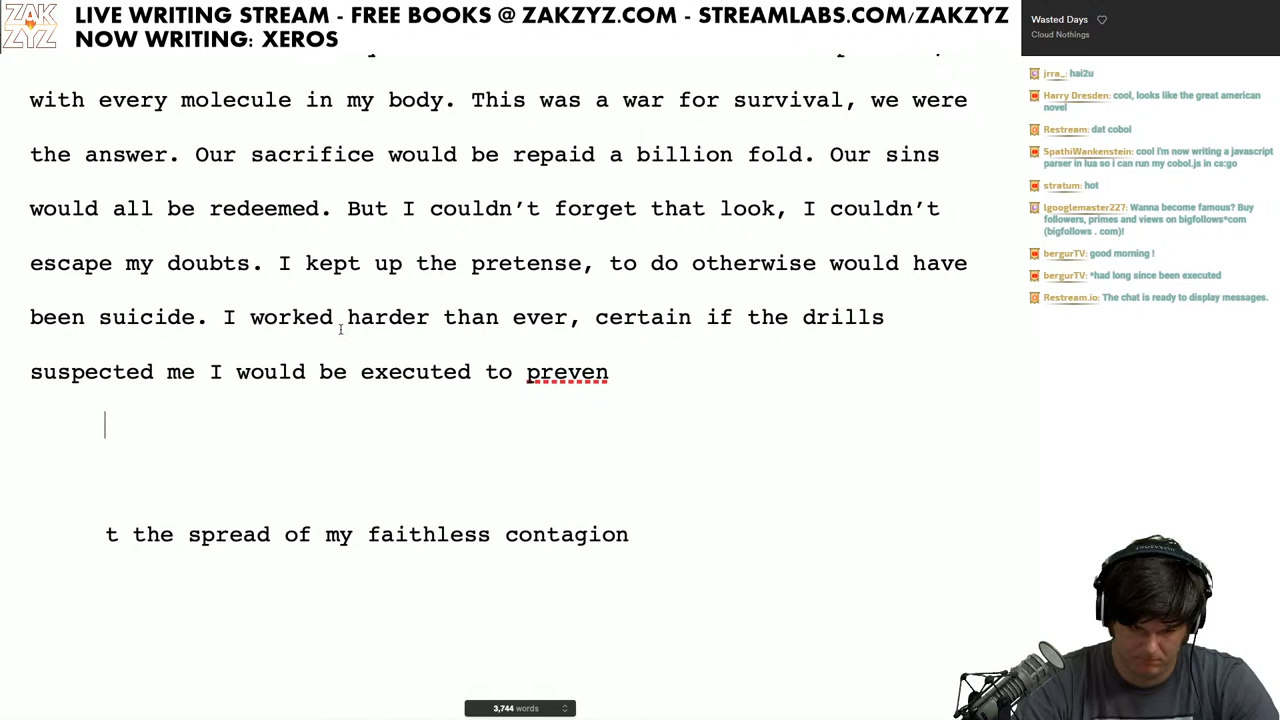 ZAK
ZYZ
LIVE WRITING STREAM - FREE BOOKS @ ZAKZYZ.COM - STREAMLABS.COM/ZAKZYZ
NOW WRITING: XEROS
with every molecule in my body. This was a war for survival, we were
the answer. Our sacrifice would be repaid a billion fold. Our sins
would all be redeemed. But I couldn’t forget that look, I couldn’t
escape my doubts. I kept up the pretense, to do otherwise would have
been suicide. I worked harder than ever, certain if the drills
suspected me I would be executed to preven
t the spread of my faithless contagion
3,744 words
Wasted Days
Cloud Nothings
jrra_: hai2u
Harry Dresden: cool, looks like the great american
novel
Restream: dat cobol
SpathiWankenstein: cool i'm now writing a javascript
parser in lua so i can run my cobol.js in cs:go
stratum: hot
lgooglemaster227: Wanna become famous? Buy
followers, primes and views on bigfollows*com
(bigfollows . com)!
bergurTV: good morning !
bergurTV: *had long since been executed
Restream.io: The chat is ready to display messages.